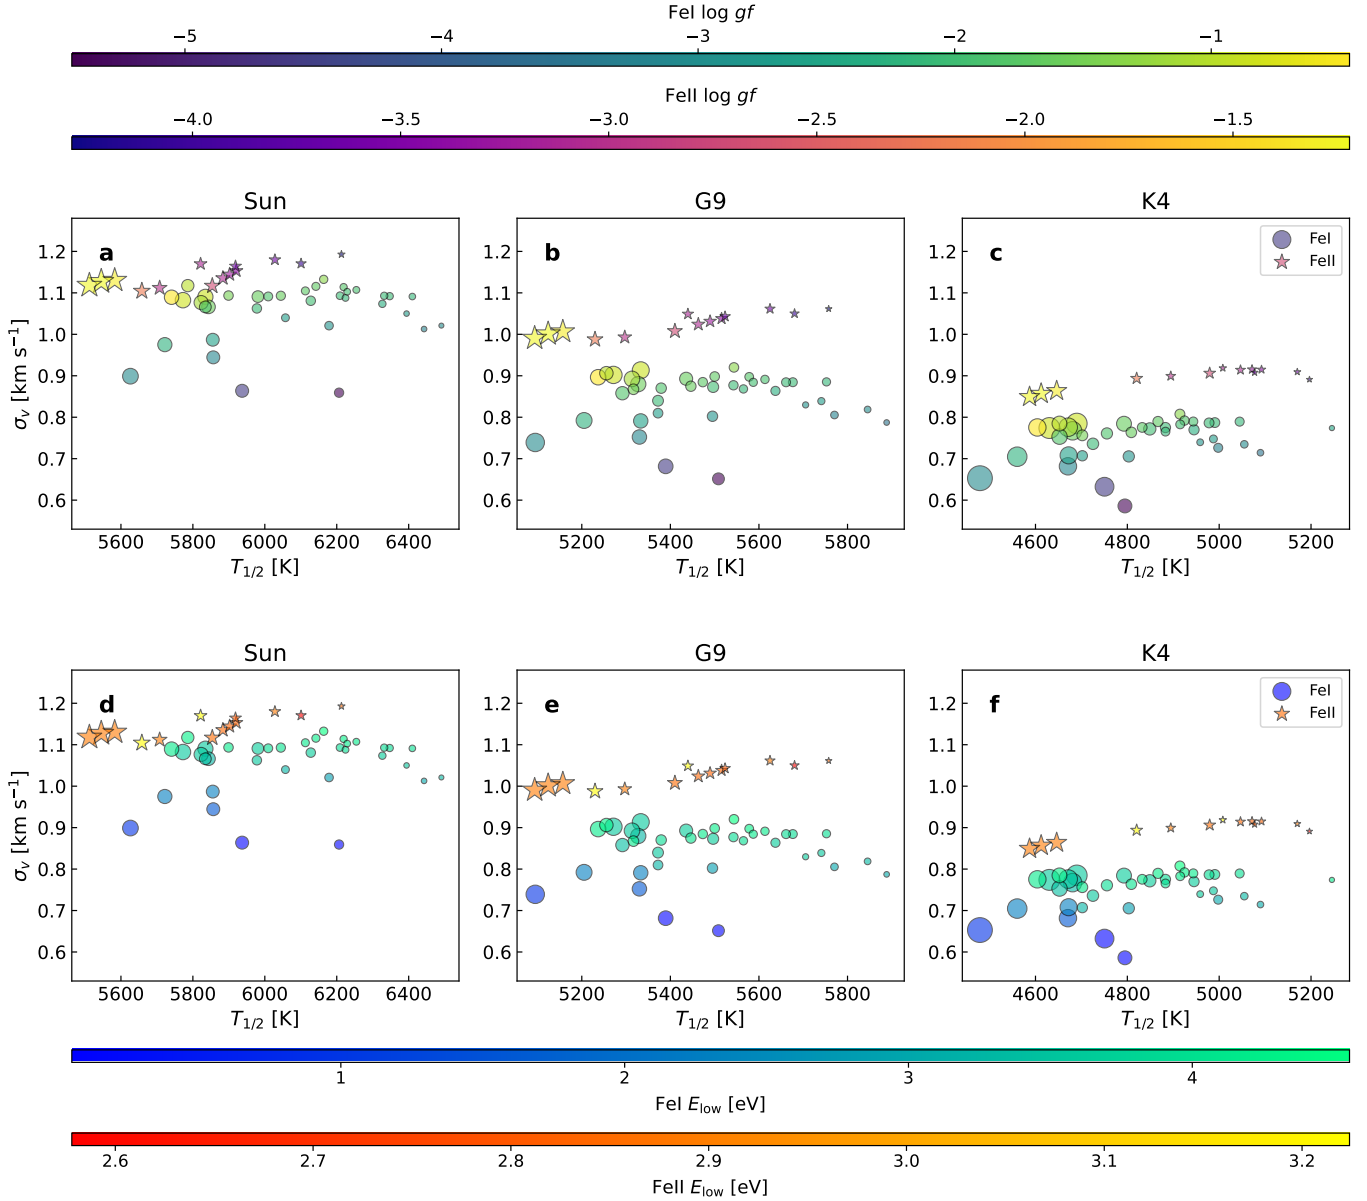 FeI log gf
−5 −4 −3 −2 −1
FeII log gf
−4.0 −3.5 −3.0 −2.5 −2.0 −1.5
Sun G9 K4
a b c
FeI
FeII
1.2
1.1
1.0
0.9
0.8
0.7
0.6
σᵥ [km s⁻¹]
5600 5800 6000 6200 6400 5200 5400 5600 5800 4600 4800 5000 5200
T1/2 [K] T1/2 [K] T1/2 [K]
Sun G9 K4
d e f
FeI
FeII
1.2
1.1
1.0
0.9
0.8
0.7
0.6
σᵥ [km s⁻¹]
5600 5800 6000 6200 6400 5200 5400 5600 5800 4600 4800 5000 5200
T1/2 [K] T1/2 [K] T1/2 [K]
1 2 3 4
FeI Elow [eV]
2.6 2.7 2.8 2.9 3.0 3.1 3.2
FeII Elow [eV]